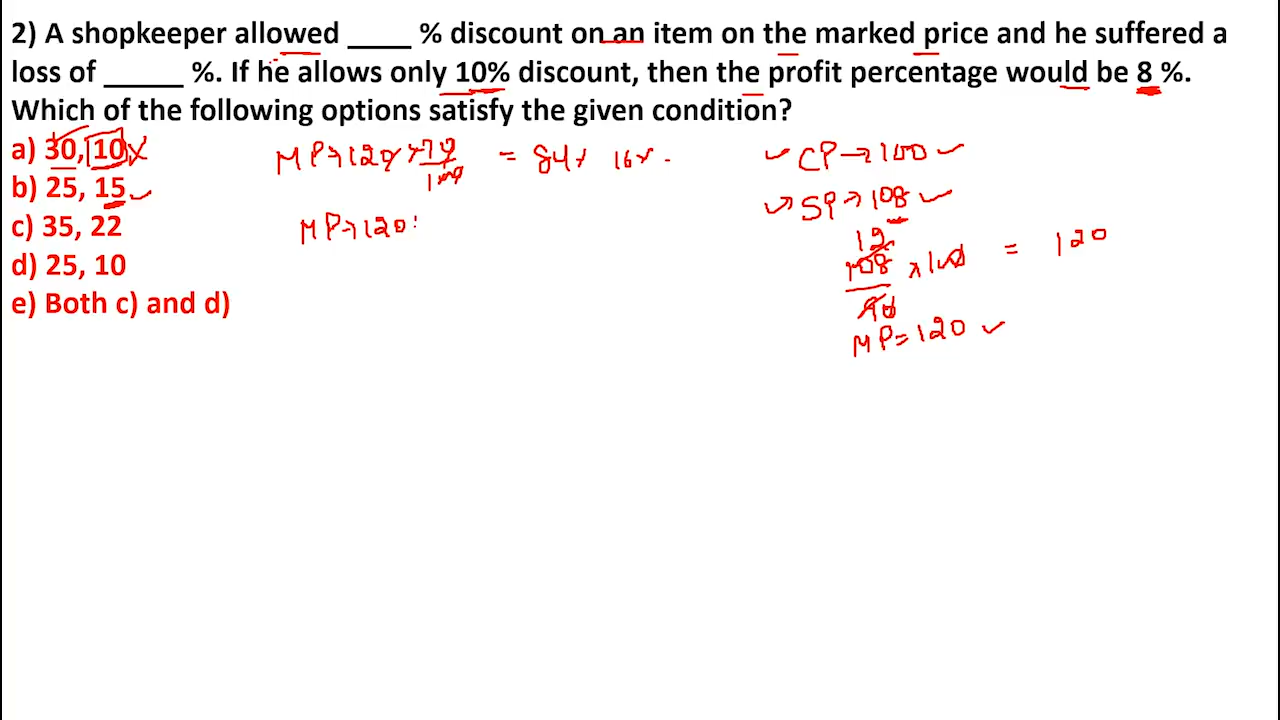 2) A shopkeeper allowed ____ % discount on an item on the marked price and he suffered a
loss of _____ %. If he allows only 10% discount, then the profit percentage would be 8 %.
Which of the following options satisfy the given condition?
a) 30, 10
b) 25, 15
c) 35, 22
d) 25, 10
e) Both c) and d)
MP → 120 × 70/100 = 84
MP → 120
CP → 100
SP → 108
12
108/90 × 100 = 120
MP = 120